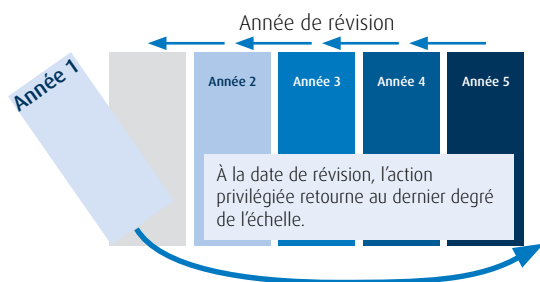 Année de révision
Année 1
Année 2
Année 3
Année 4
Année 5
À la date de révision, l’action
privilégiée retourne au dernier degré
de l’échelle.